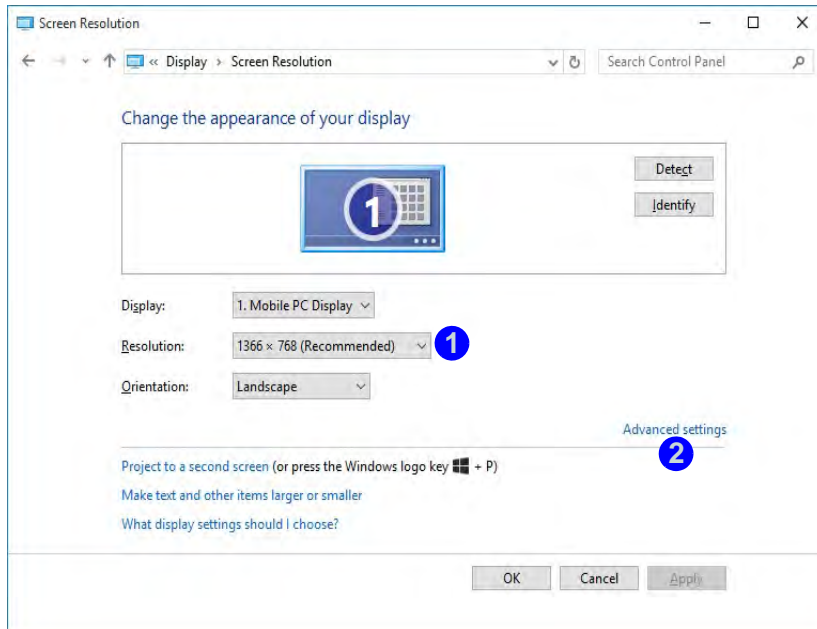 Screen Resolution
« Display › Screen Resolution
Search Control Panel
Change the appearance of your display
1
Detect
Identify
Display: 1. Mobile PC Display
Resolution: 1366 × 768 (Recommended) 1
Orientation: Landscape
Advanced settings
2
Project to a second screen (or press the Windows logo key + P)
Make text and other items larger or smaller
What display settings should I choose?
OK Cancel Apply